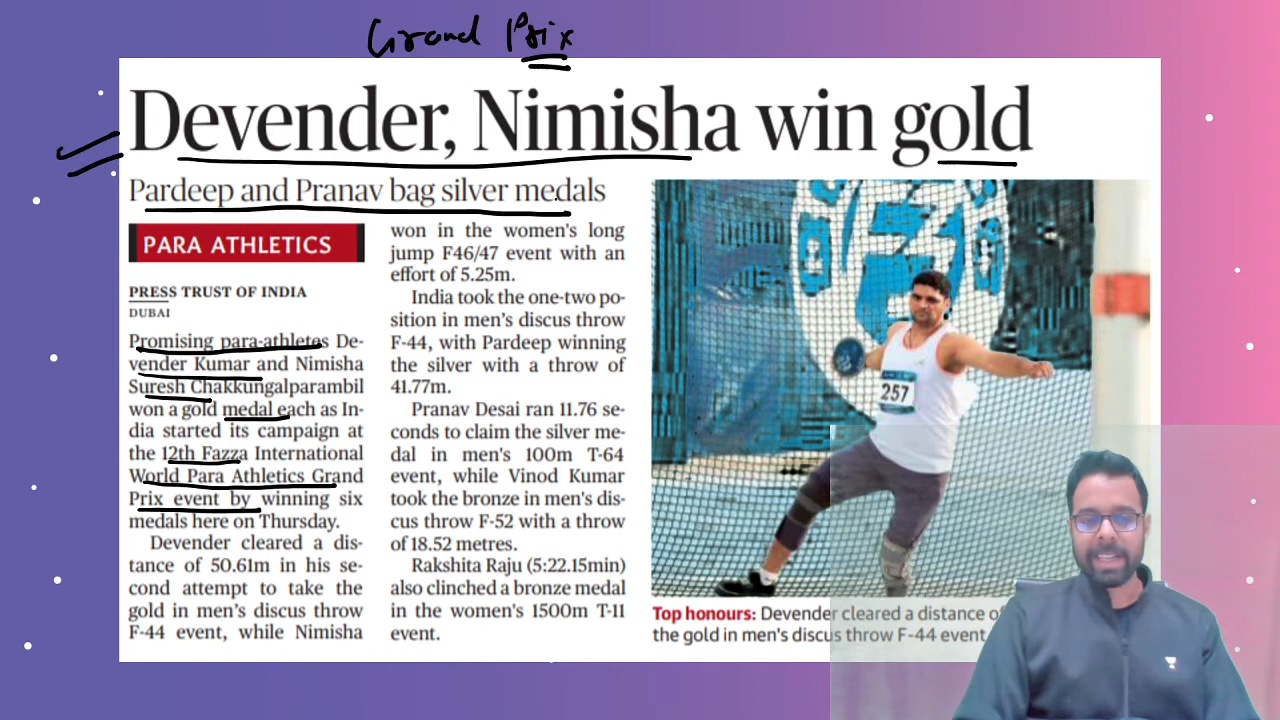 Grand Prix
Devender, Nimisha win gold
Pardeep and Pranav bag silver medals
PARA ATHLETICS
PRESS TRUST OF INDIA
DUBAI
Promising para-athletes De-
vender Kumar and Nimisha
Suresh Chakkungalparambil
won a gold medal each as In-
dia started its campaign at
the 12th Fazza International
World Para Athletics Grand
Prix event by winning six
medals here on Thursday.
Devender cleared a dis-
tance of 50.61m in his se-
cond attempt to take the
gold in men's discus throw
F-44 event, while Nimisha
won in the women's long
jump F46/47 event with an
effort of 5.25m.
India took the one-two po-
sition in men's discus throw
F-44, with Pardeep winning
the silver with a throw of
41.77m.
Pranav Desai ran 11.76 se-
conds to claim the silver me-
dal in men's 100m T-64
event, while Vinod Kumar
took the bronze in men's dis-
cus throw F-52 with a throw
of 18.52 metres.
Rakshita Raju (5:22.15min)
also clinched a bronze medal
in the women's 1500m T-11
event.
257
Top honours: Devender cleared a distance of
the gold in men's discus throw F-44 event